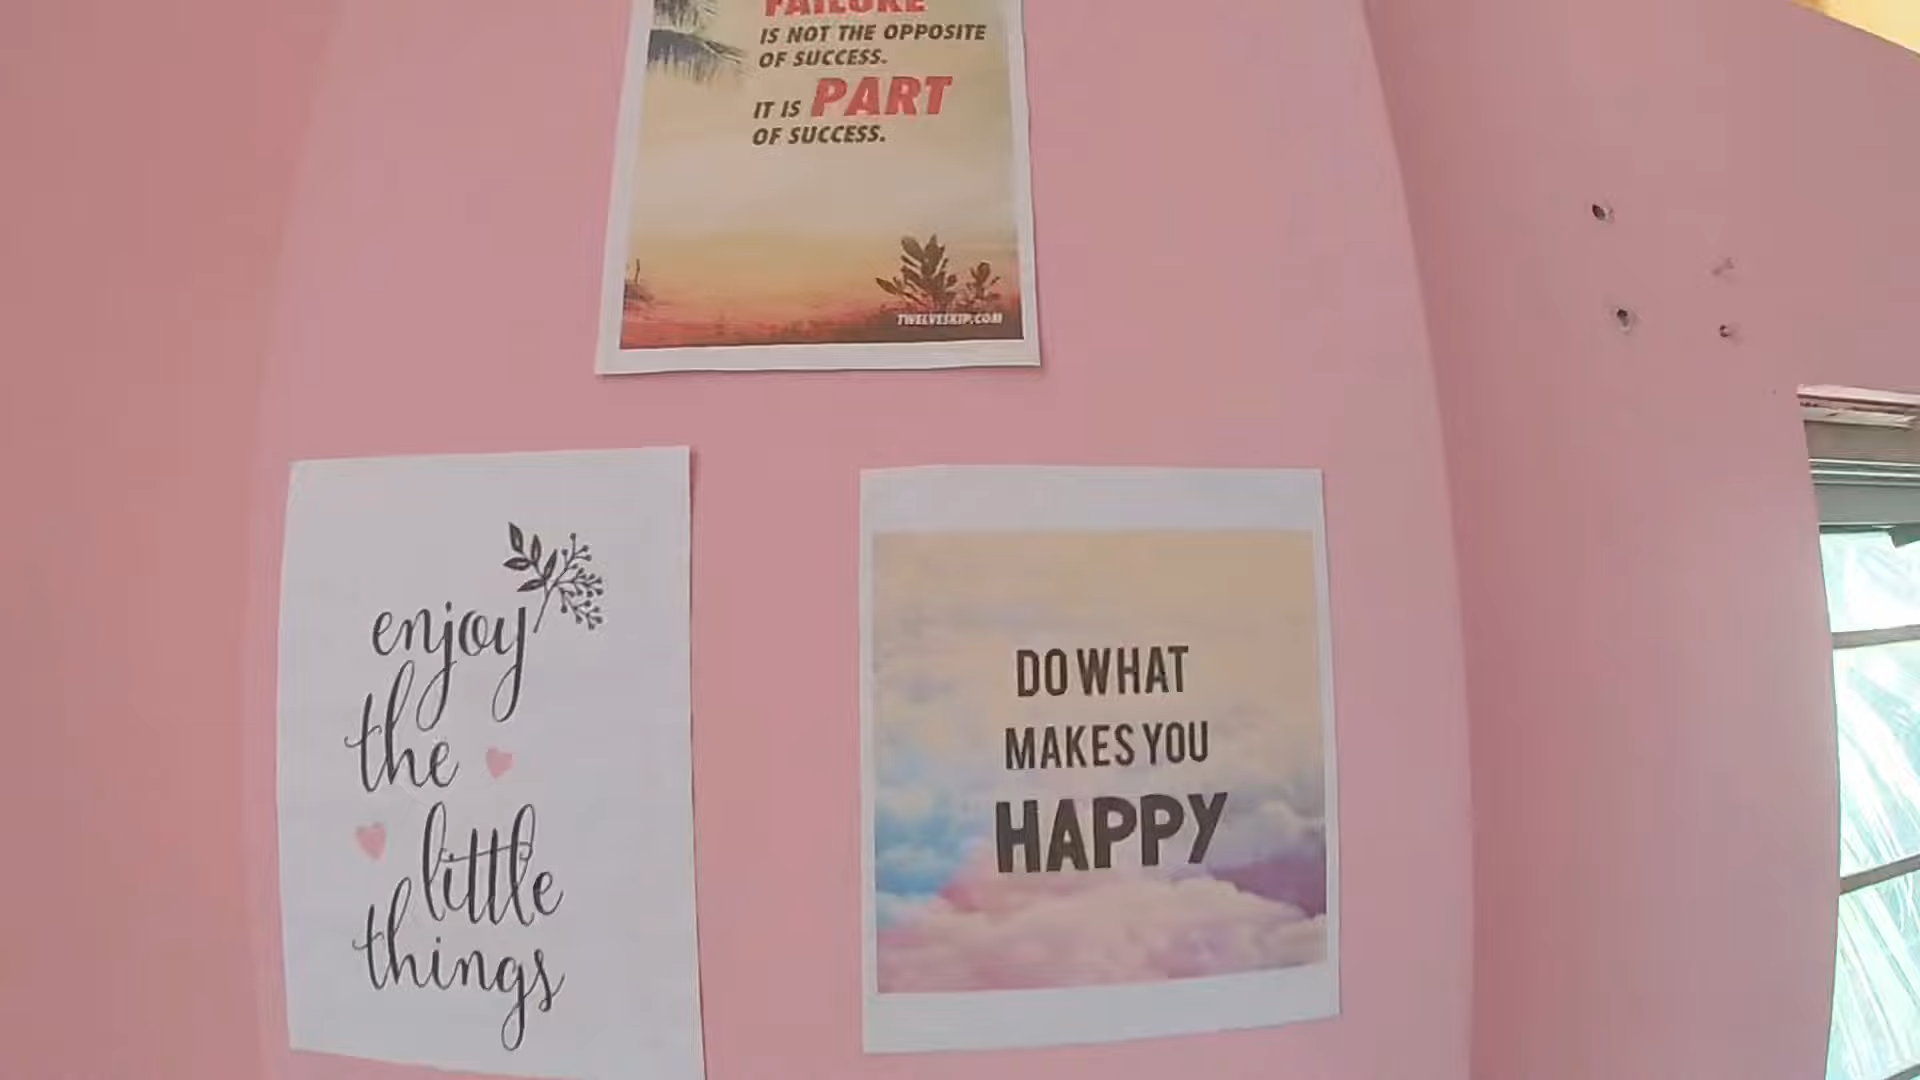 FAILURE
IS NOT THE OPPOSITE
OF SUCCESS.
IT IS PART
OF SUCCESS.
TWELVESKIP.COM
enjoy
the
little
things
DO WHAT
MAKES YOU
HAPPY